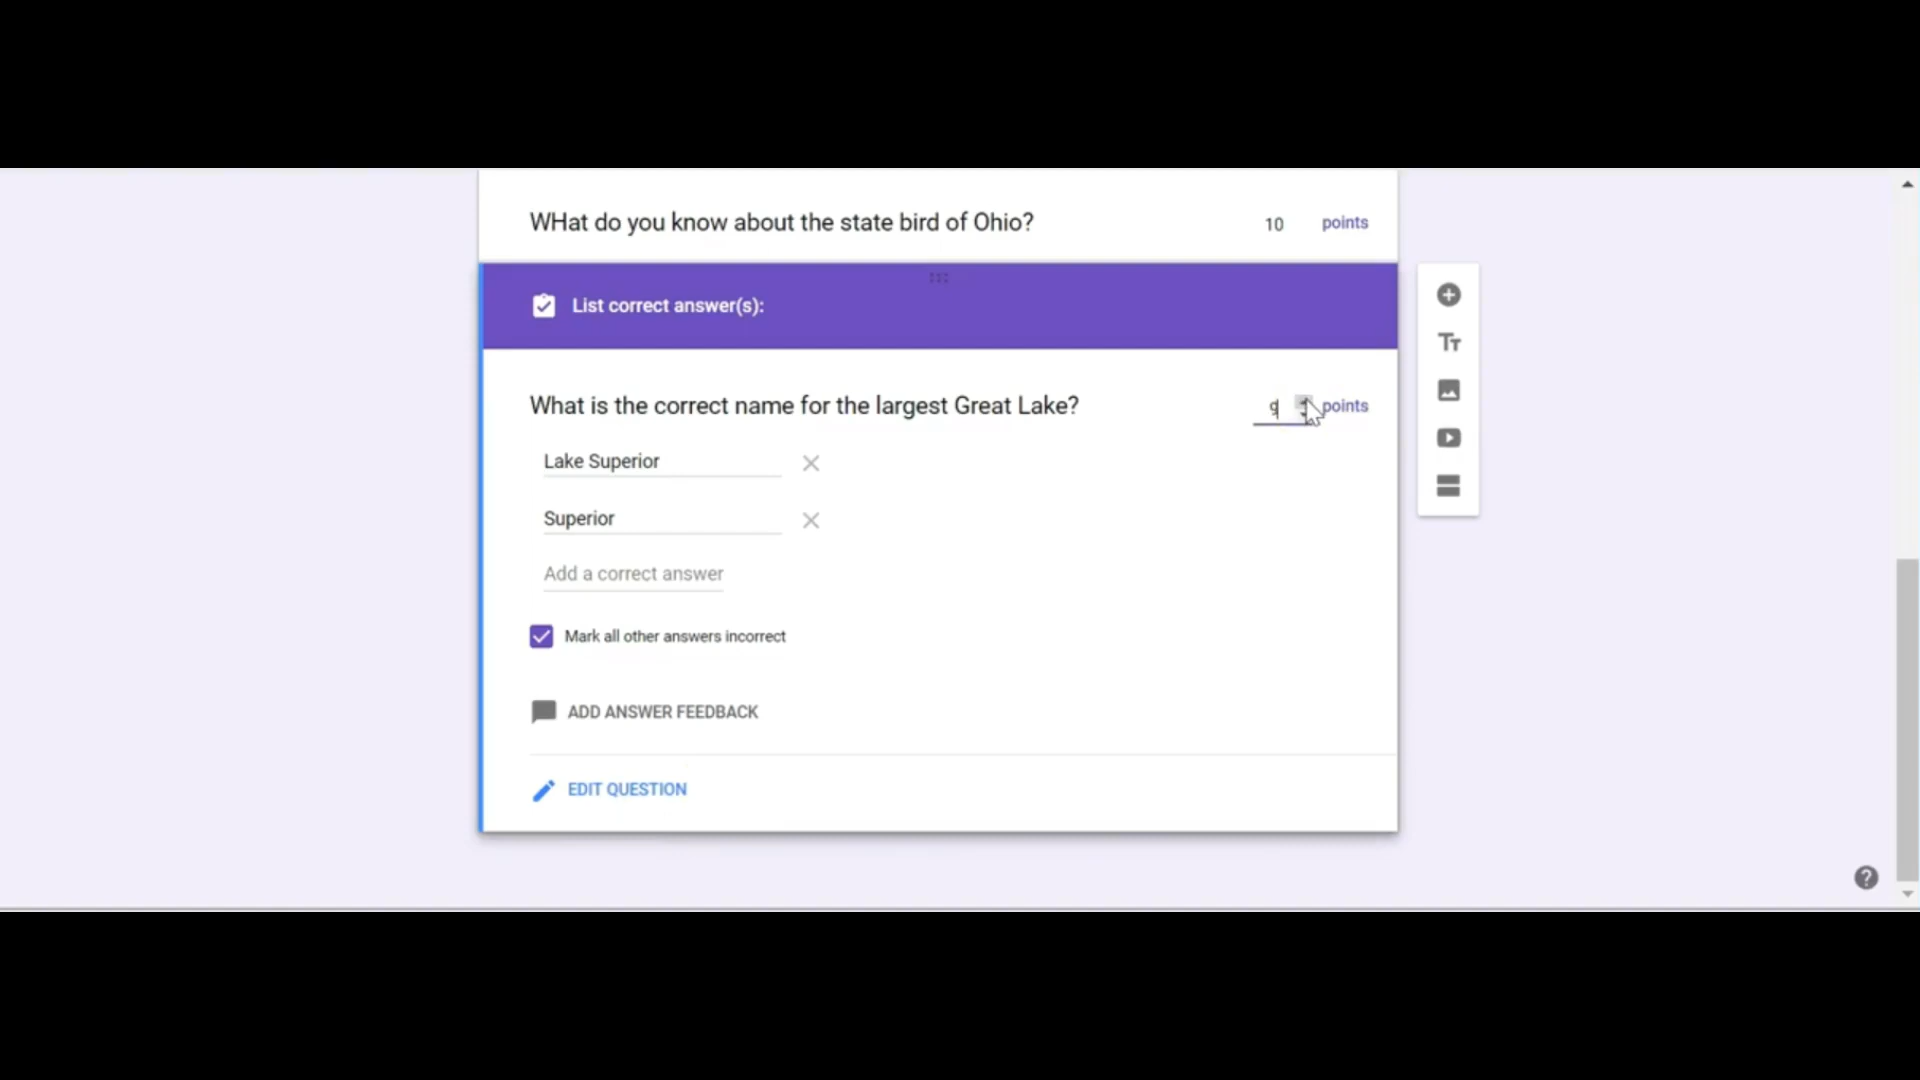 WHat do you know about the state bird of Ohio? 10 points
List correct answer(s):
What is the correct name for the largest Great Lake? 9 points
Lake Superior
Superior
Add a correct answer
Mark all other answers incorrect
ADD ANSWER FEEDBACK
EDIT QUESTION